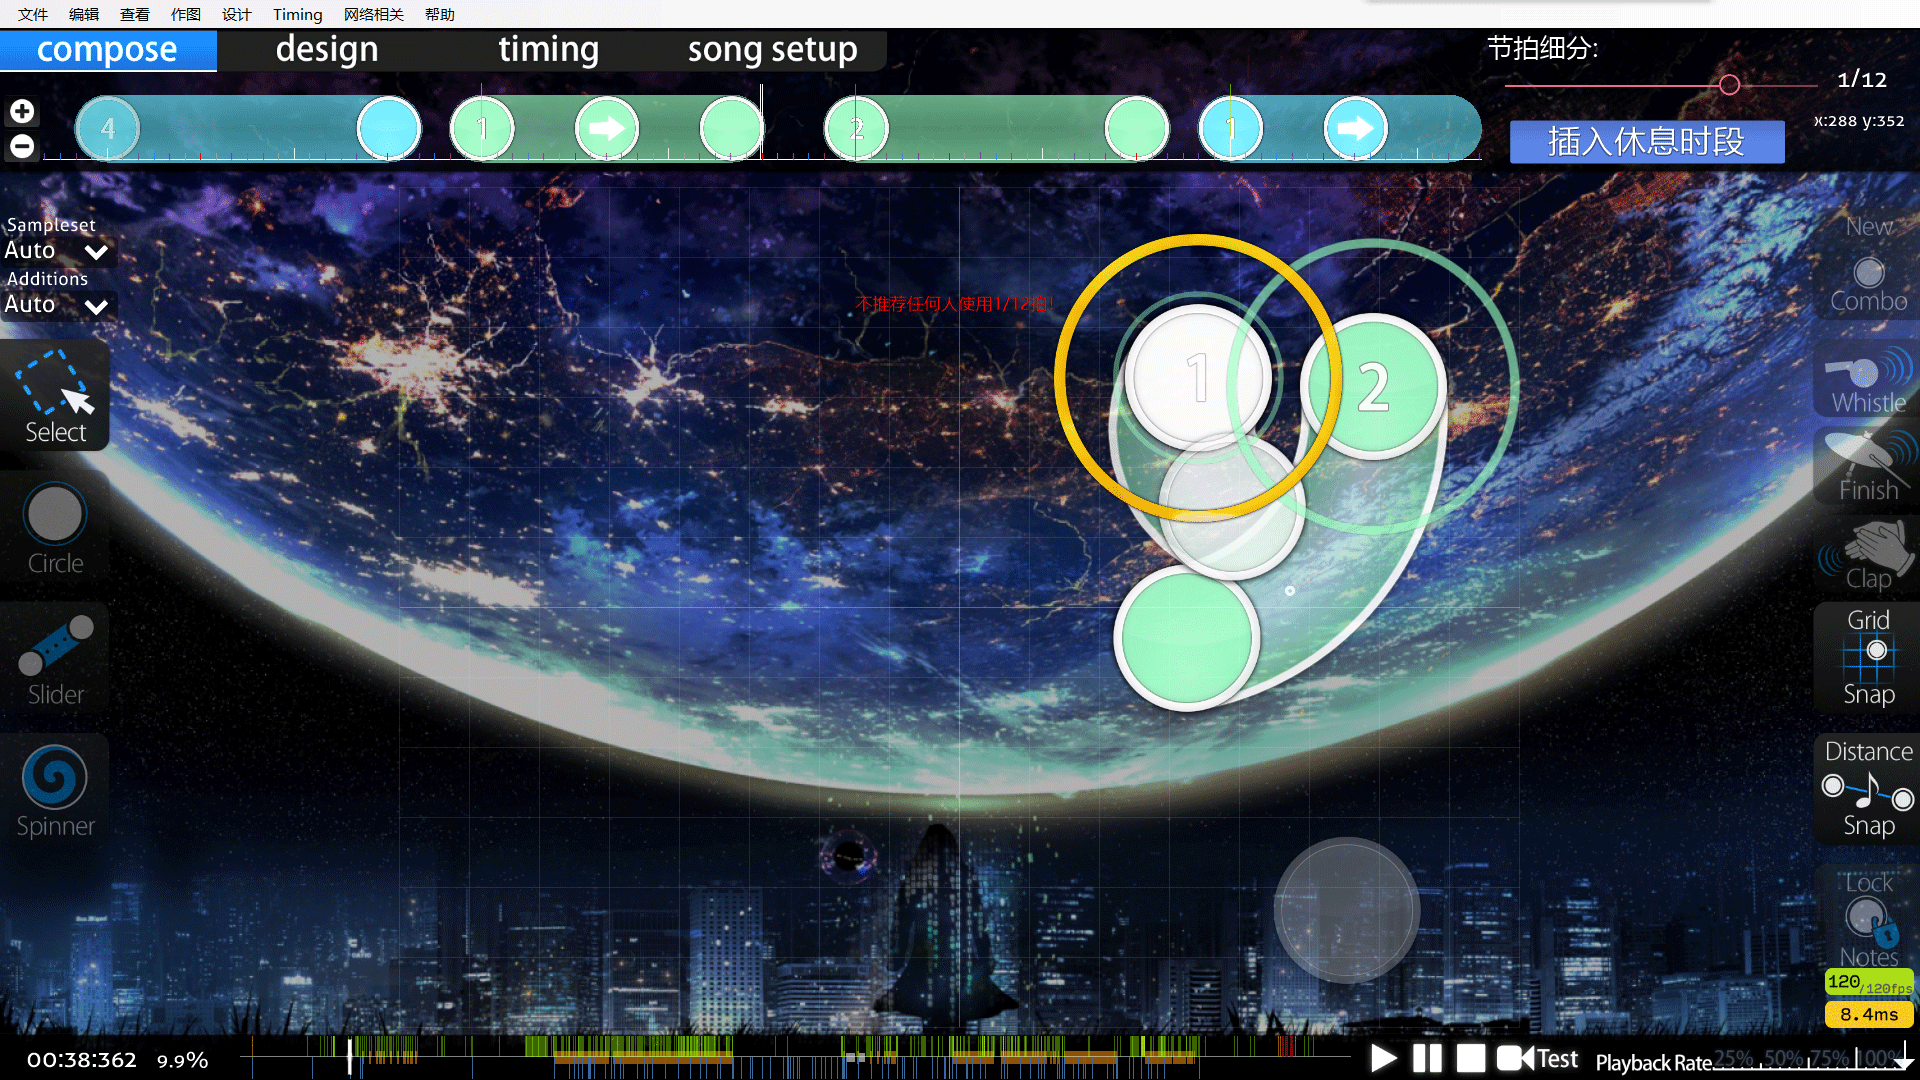 文件 编辑 查看 作图 设计 Timing 网络相关 帮助
compose design timing song setup
节拍细分:
1/12
x:288 y:352
插入休息时段
4 1 2 1
Sampleset
Auto
Additions
Auto
Select
Circle
Slider
Spinner
不推荐任何人使用1/12拍!
1 2
New
Combo
Whistle
Finish
Clap
Grid
Snap
Distance
Snap
Lock
Notes
120/120fps
8.4ms
00:38:362 9.9%
Test Playback Rate 25% 50% 75% 100%